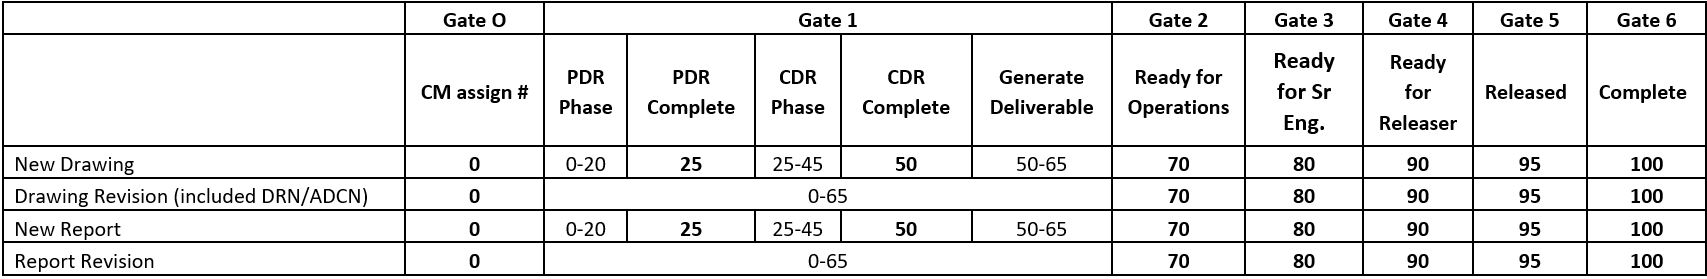 Gate O Gate 1 Gate 2 Gate 3 Gate 4 Gate 5 Gate 6
CM assign # PDR Phase PDR Complete CDR Phase CDR Complete Generate Deliverable Ready for Operations Ready for Sr Eng. Ready for Releaser Released Complete
New Drawing 0 0-20 25 25-45 50 50-65 70 80 90 95 100
Drawing Revision (included DRN/ADCN) 0 0-65 70 80 90 95 100
New Report 0 0-20 25 25-45 50 50-65 70 80 90 95 100
Report Revision 0 0-65 70 80 90 95 100